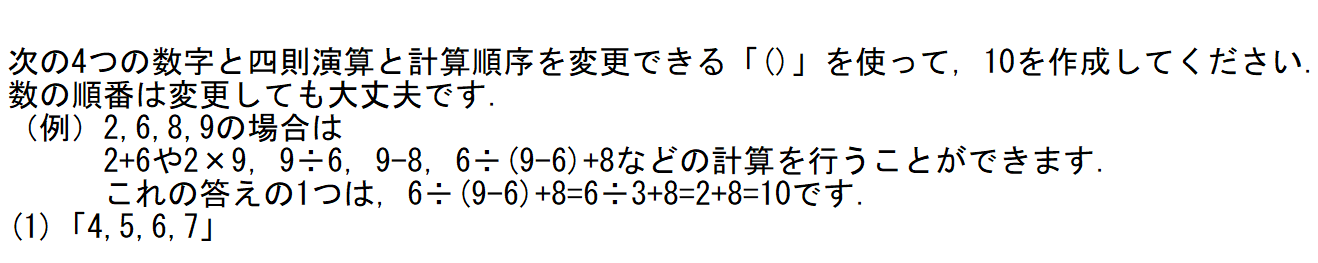 次の4つの数字と四則演算と計算順序を変更できる「()」を使って, 10を作成してください.
数の順番は変更しても大丈夫です.
(例) 2,6,8,9の場合は
2+6や2×9, 9÷6, 9-8, 6÷(9-6)+8などの計算を行うことができます.
これの答えの1つは, 6÷(9-6)+8=6÷3+8=2+8=10です.
(1)「4,5,6,7」